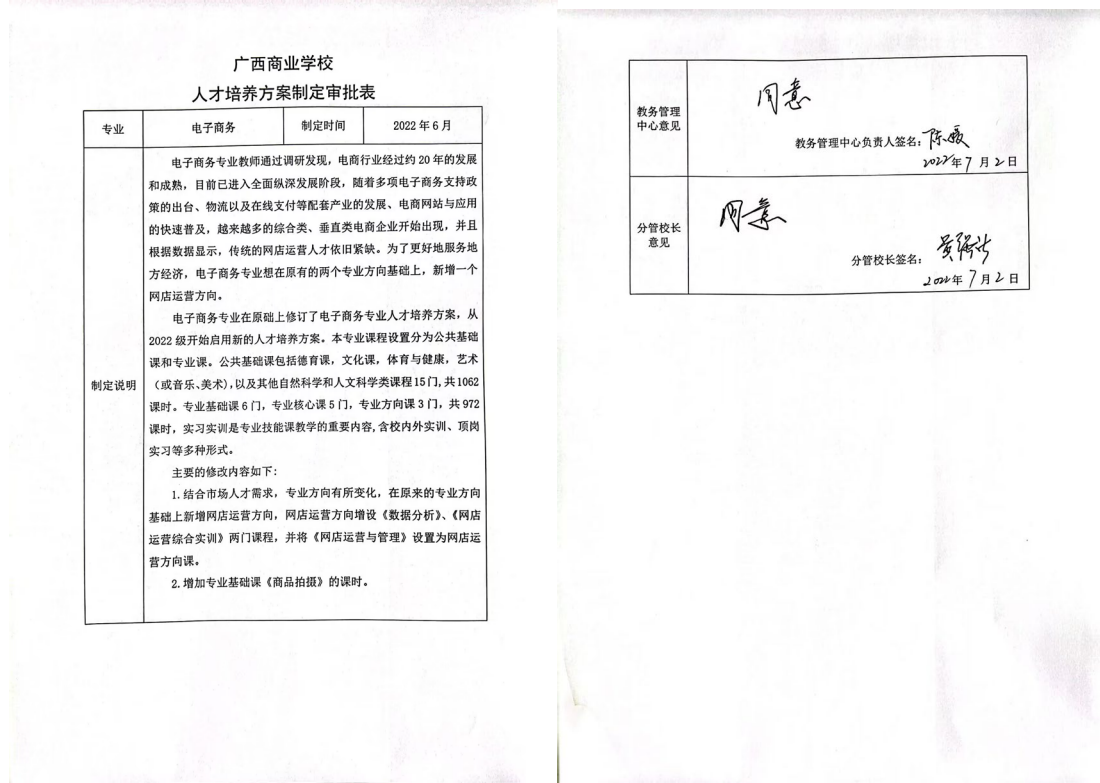 广西商业学校
人才培养方案制定审批表
专业 电子商务 制定时间 2022年6月
制定说明
电子商务专业教师通过调研发现，电商行业经过约20年的发展
和成熟，目前已进入全面纵深发展阶段，随着多项电子商务支持政
策的出台、物流以及在线支付等配套产业的发展、电商网站与应用
的快速普及，越来越多的综合类、垂直类电商企业开始出现，并且
根据数据显示，传统的网店运营人才依旧紧缺。为了更好地服务地
方经济，电子商务专业想在原有的两个专业方向基础上，新增一个
网店运营方向。
电子商务专业在原础上修订了电子商务专业人才培养方案，从
2022级开始启用新的人才培养方案。本专业课程设置分为公共基础
课和专业课。公共基础课包括德育课，文化课，体育与健康，艺术
（或音乐、美术），以及其他自然科学和人文科学类课程15门，共1062
课时。专业基础课6门，专业核心课5门，专业方向课3门，共972
课时，实习实训是专业技能课教学的重要内容，含校内外实训、顶岗
实习等多种形式。
主要的修改内容如下：
1.结合市场人才需求，专业方向有所变化，在原来的专业方向
基础上新增网店运营方向，网店运营方向增设《数据分析》、《网店
运营综合实训》两门课程，并将《网店运营与管理》设置为网店运
营方向课。
2.增加专业基础课《商品拍摄》的课时。
教务管理
中心意见
同意
教务管理中心负责人签名：陈媛
2022年7月2日
分管校长
意见
同意
分管校长签名：
2022年7月2日